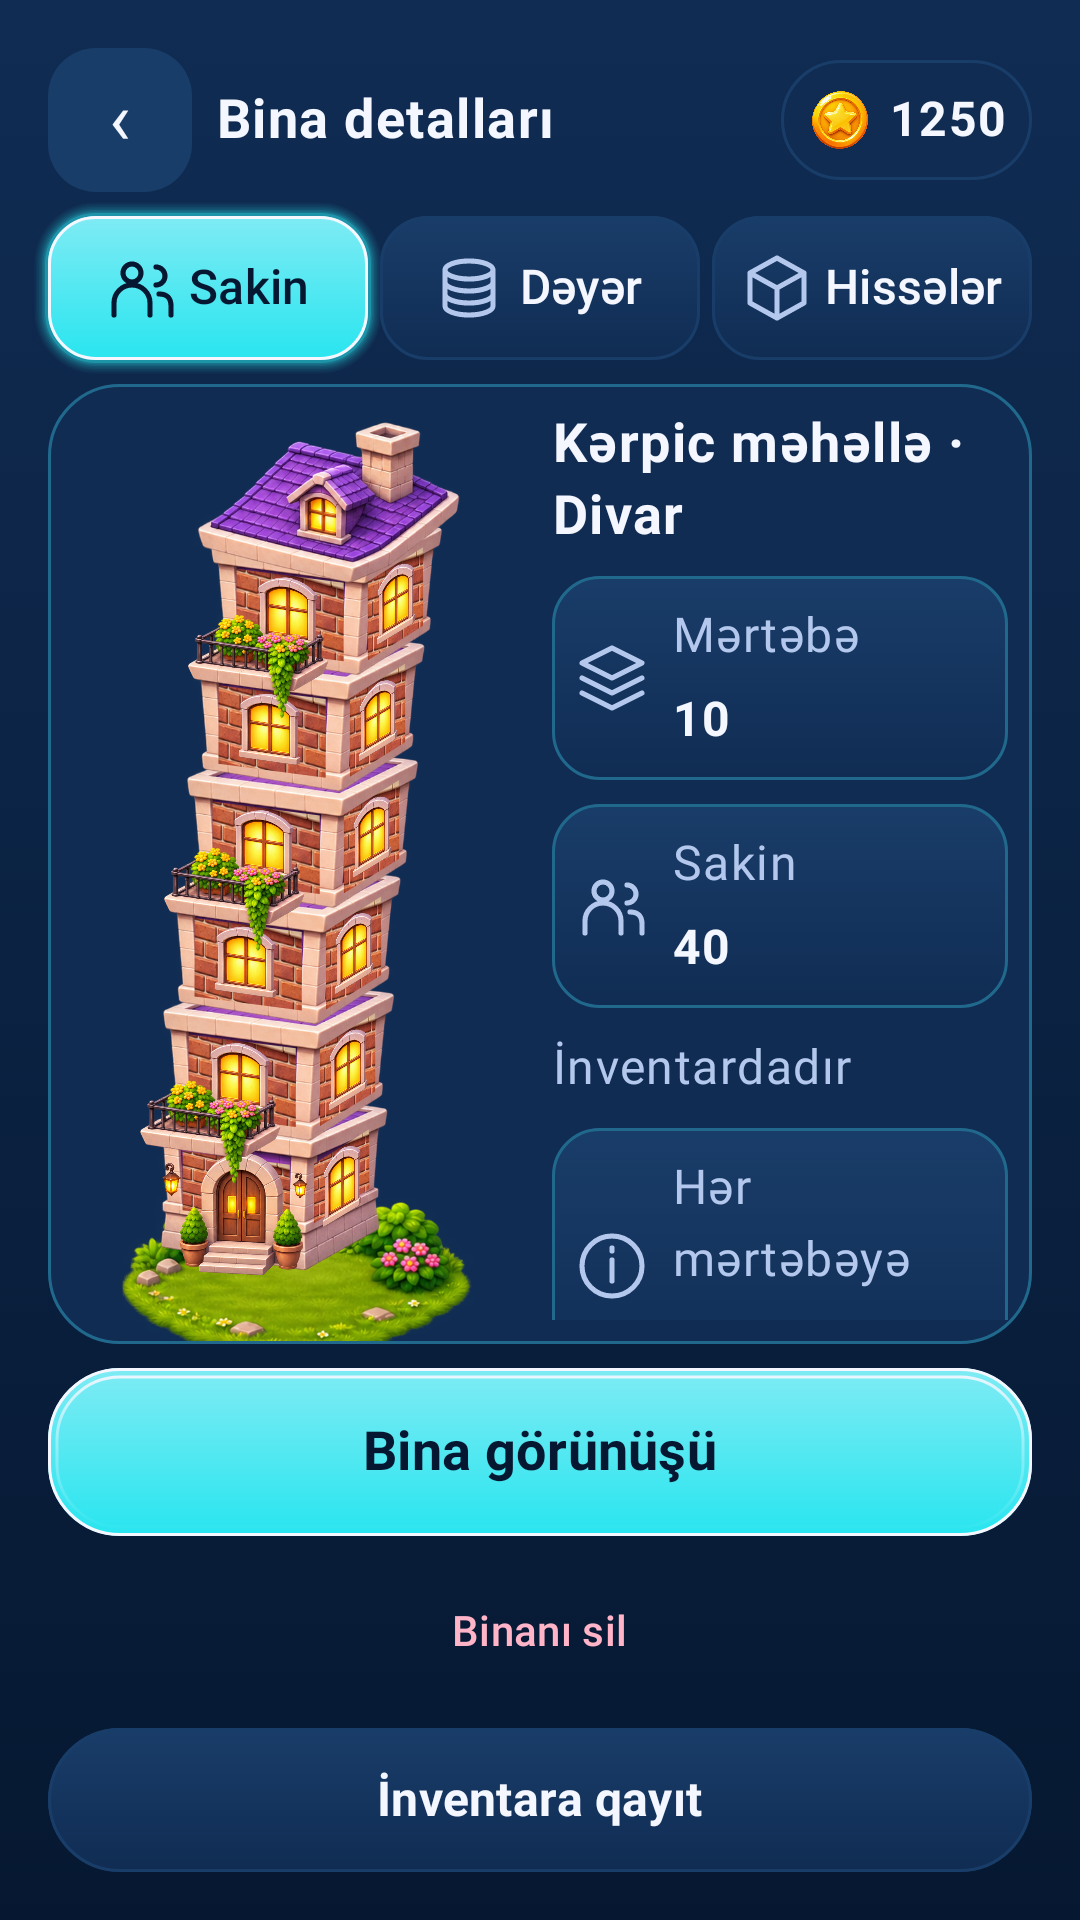 ‹ Bina detalları 1250
Sakin Dəyər Hissələr
Kərpic məhəllə ·
Divar
Mərtəbə
10
Sakin
40
İnventardadır
Hər
mərtəbəyə
Bina görünüşü
Binanı sil
İnventara qayıt